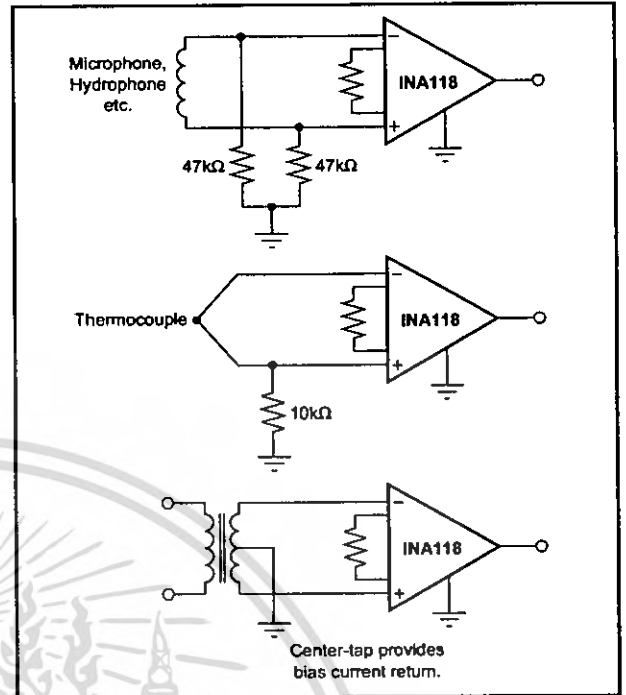 Microphone,
Hydrophone
etc.
−
INA118
+
47kΩ
47kΩ
−
Thermocouple
INA118
+
10kΩ
−
INA118
+
Center-tap provides
bias current return.